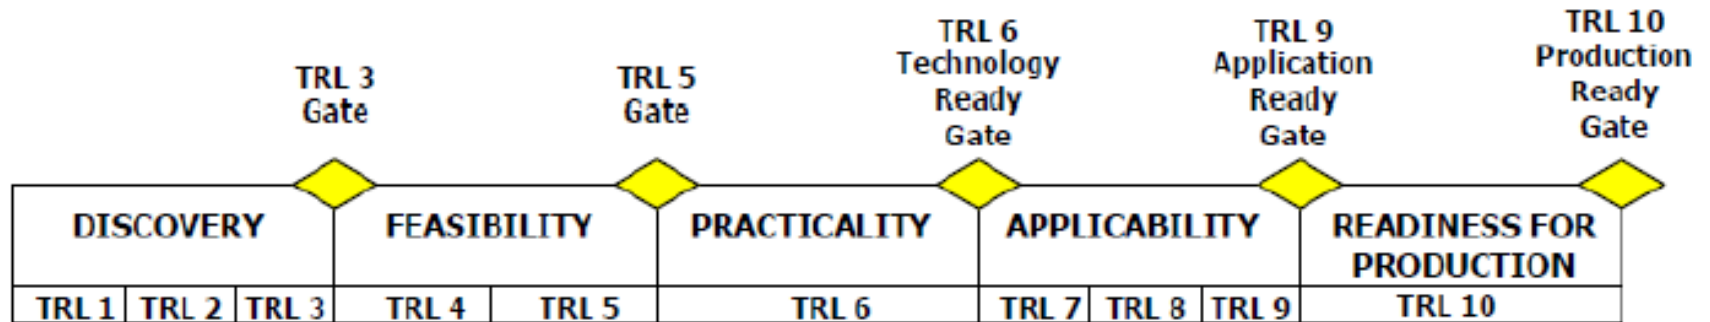 TRL 3
Gate
TRL 5
Gate
TRL 6
Technology
Ready
Gate
TRL 9
Application
Ready
Gate
TRL 10
Production
Ready
Gate
DISCOVERY
FEASIBILITY
PRACTICALITY
APPLICABILITY
READINESS FOR
PRODUCTION
TRL 1
TRL 2
TRL 3
TRL 4
TRL 5
TRL 6
TRL 7
TRL 8
TRL 9
TRL 10